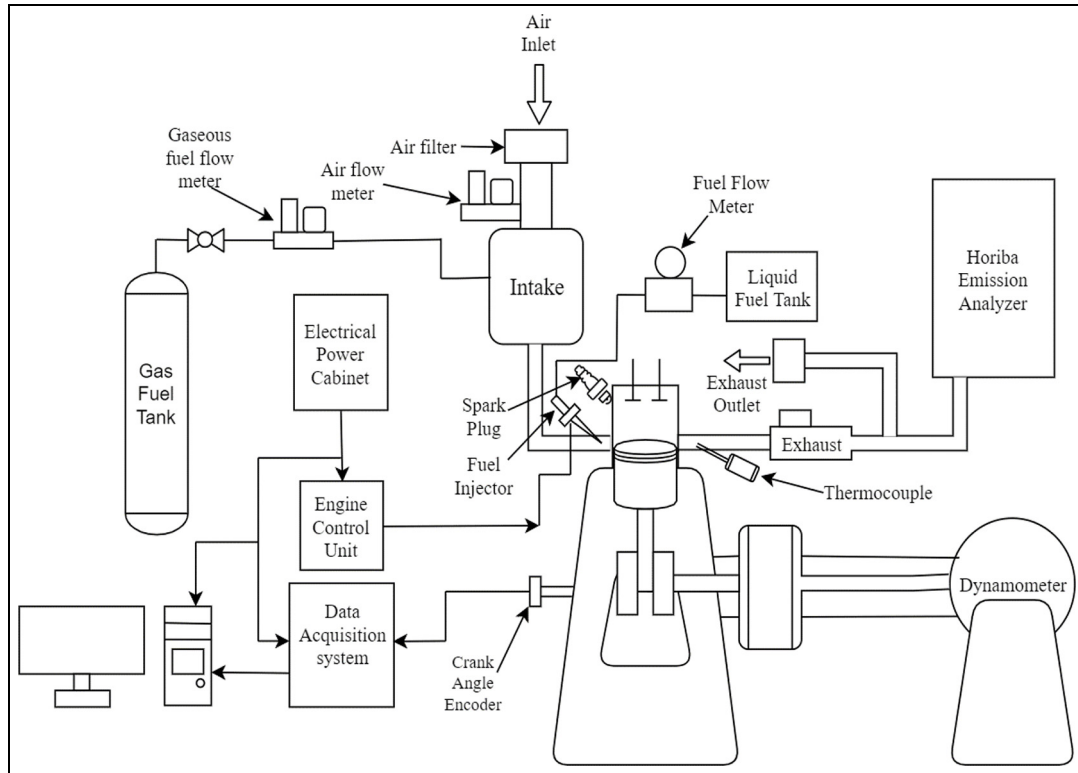 Air
Inlet
Gaseous
fuel flow
meter
Air filter
Air flow
meter
Fuel Flow
Meter
Horiba
Emission
Analyzer
Intake
Liquid
Fuel Tank
Electrical
Power
Cabinet
Gas
Fuel
Tank
Exhaust
Outlet
Spark
Plug
Exhaust
Fuel
Injector
Thermocouple
Engine
Control
Unit
Dynamometer
Data
Acquisition
system
Crank
Angle
Encoder